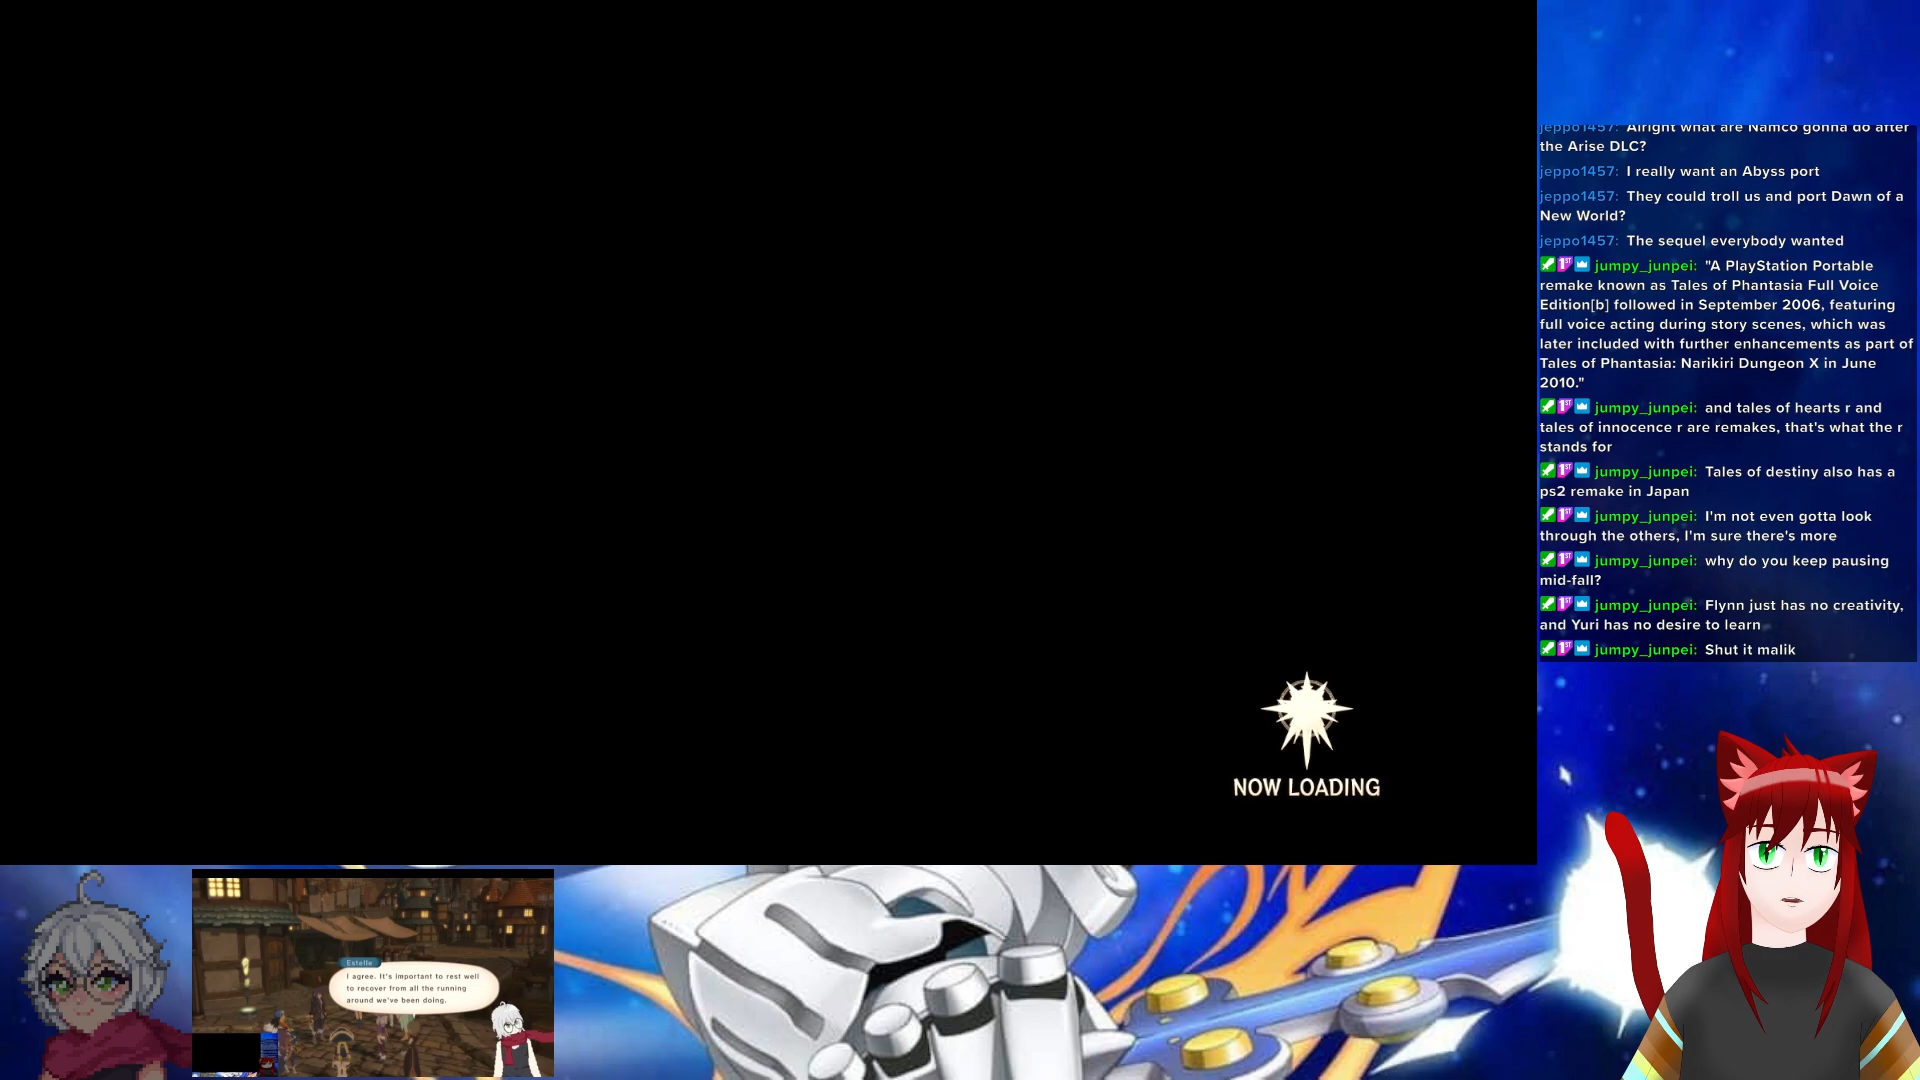 jeppo1457: Alright what are Namco gonna do after
the Arise DLC?
jeppo1457: I really want an Abyss port
jeppo1457: They could troll us and port Dawn of a
New World?
jeppo1457: The sequel everybody wanted
1ST jumpy_junpei: "A PlayStation Portable
remake known as Tales of Phantasia Full Voice
Edition[b] followed in September 2006, featuring
full voice acting during story scenes, which was
later included with further enhancements as part of
Tales of Phantasia: Narikiri Dungeon X in June
2010."
1ST jumpy_junpei: and tales of hearts r and
tales of innocence r are remakes, that's what the r
stands for
1ST jumpy_junpei: Tales of destiny also has a
ps2 remake in Japan
1ST jumpy_junpei: I'm not even gotta look
through the others, I'm sure there's more
1ST jumpy_junpei: why do you keep pausing
mid-fall?
1ST jumpy_junpei: Flynn just has no creativity,
and Yuri has no desire to learn
1ST jumpy_junpei: Shut it malik
NOW LOADING
Estelle
I agree. It's important to rest well
to recover from all the running
around we've been doing.